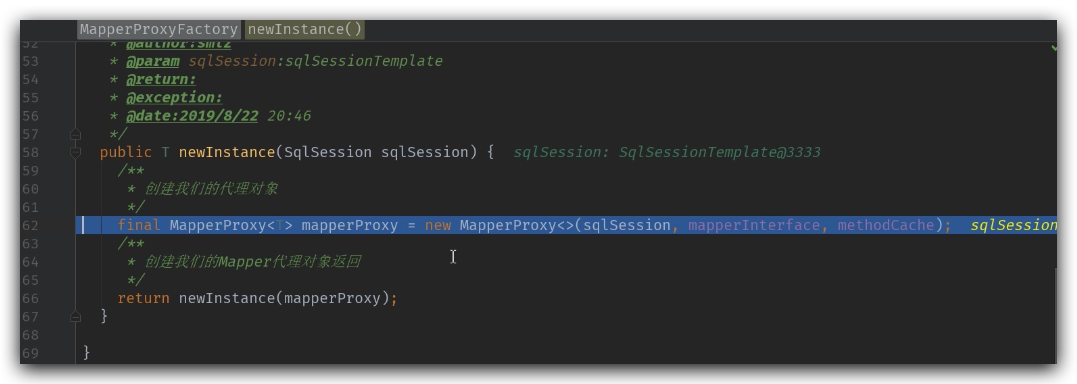 MapperProxyFactory newInstance()
52 * @author:smlz
53 * @param sqlSession:sqlSessionTemplate
54 * @return:
55 * @exception:
56 * @date:2019/8/22 20:46
57 */
58 public T newInstance(SqlSession sqlSession) { sqlSession: SqlSessionTemplate@3333
59 /**
60 * 创建我们的代理对象
61 */
62 final MapperProxy<T> mapperProxy = new MapperProxy<>(sqlSession, mapperInterface, methodCache); sqlSession
63 /**
64 * 创建我们的Mapper代理对象返回
65 */
66 return newInstance(mapperProxy);
67 }
68
69 }